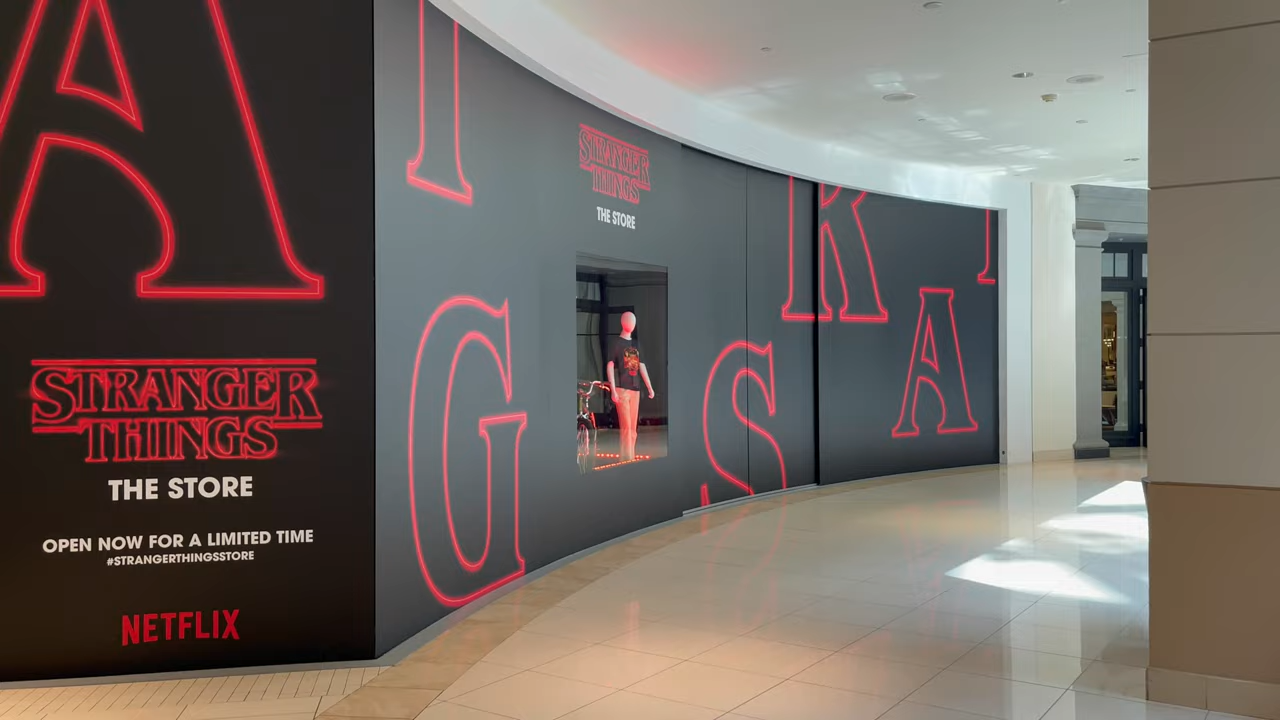 A
STRANGER
THINGS
THE STORE
OPEN NOW FOR A LIMITED TIME
#STRANGERTHINGSSTORE
NETFLIX
G
STRANGER
THINGS
THE STORE
S
R
A